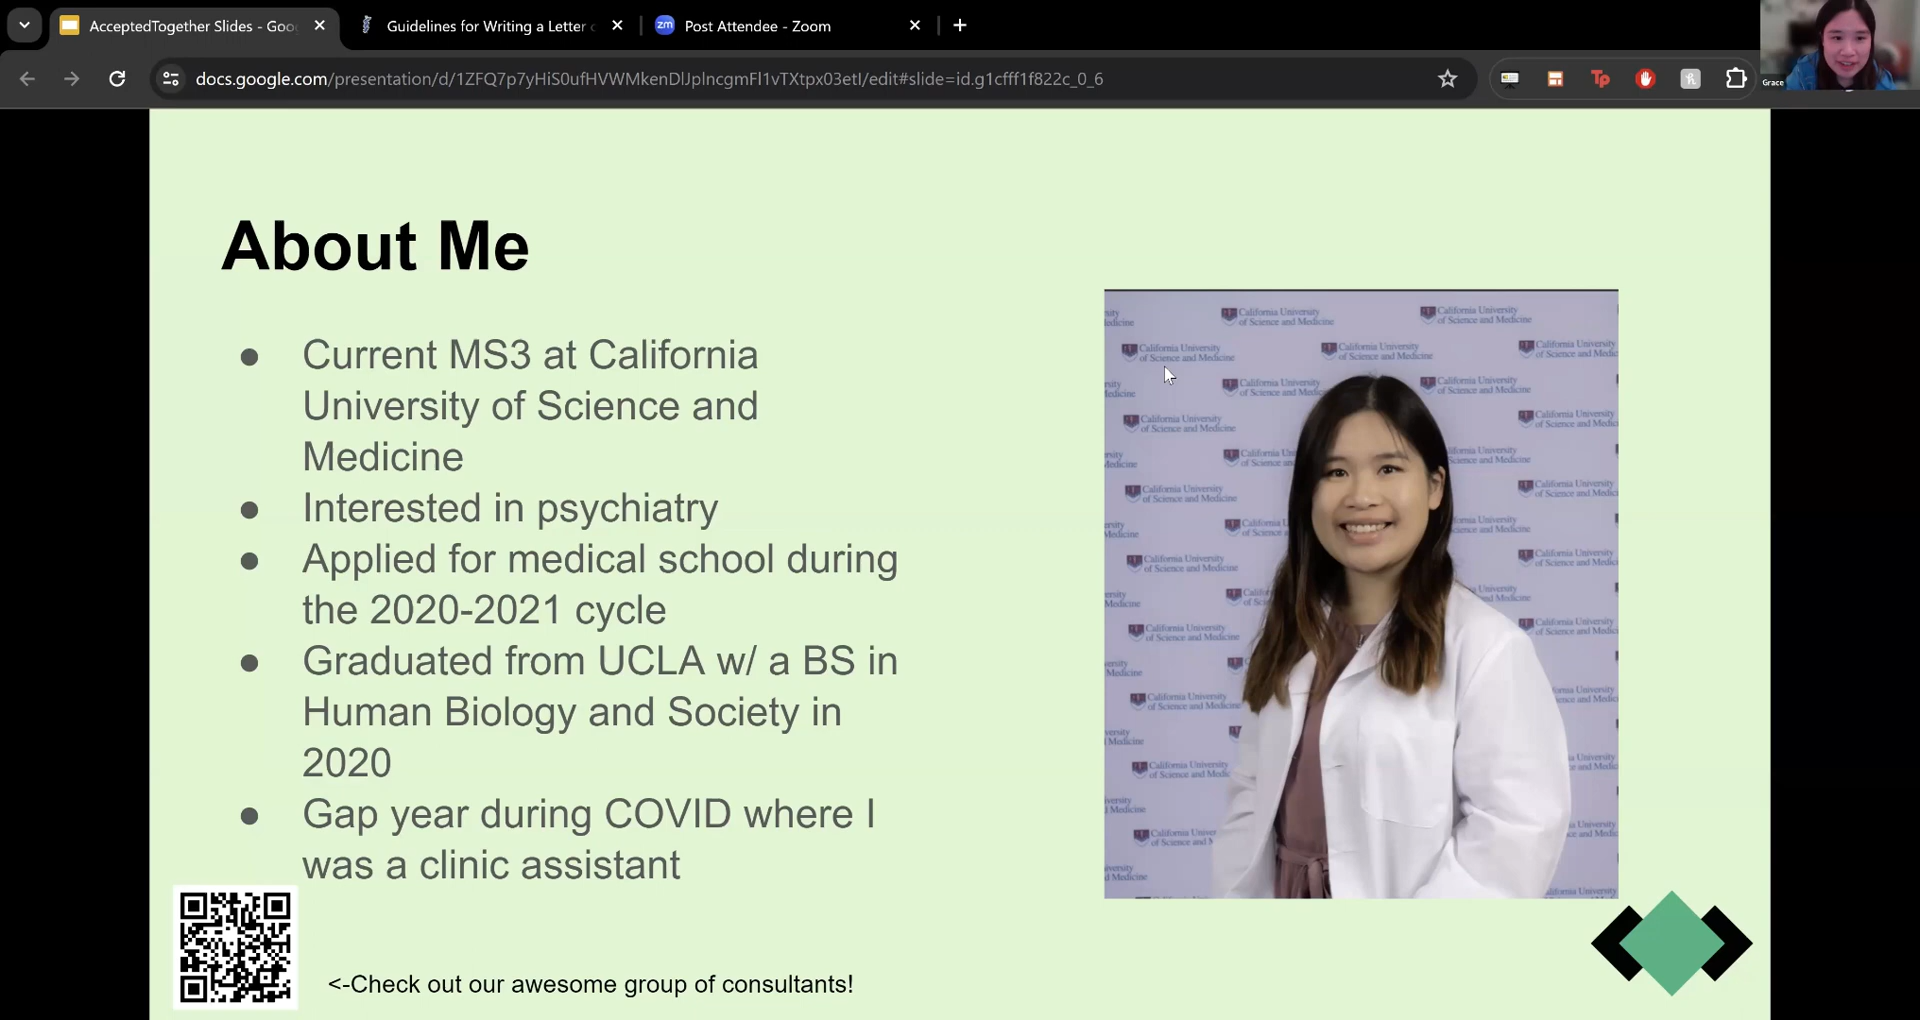 AcceptedTogether Slides - Goo
Guidelines for Writing a Letter
Post Attendee - Zoom
docs.google.com/presentation/d/1ZFQ7p7yHiS0ufHVWMkenDlJpIncgmFl1vTXtpx03etI/edit#slide=id.g1cfff1f822c_0_6
Grace
About Me
● Current MS3 at California
University of Science and
Medicine
● Interested in psychiatry
● Applied for medical school during
the 2020-2021 cycle
● Graduated from UCLA w/ a BS in
Human Biology and Society in
2020
● Gap year during COVID where I
was a clinic assistant
California University
of Science and Medicine
<-Check out our awesome group of consultants!